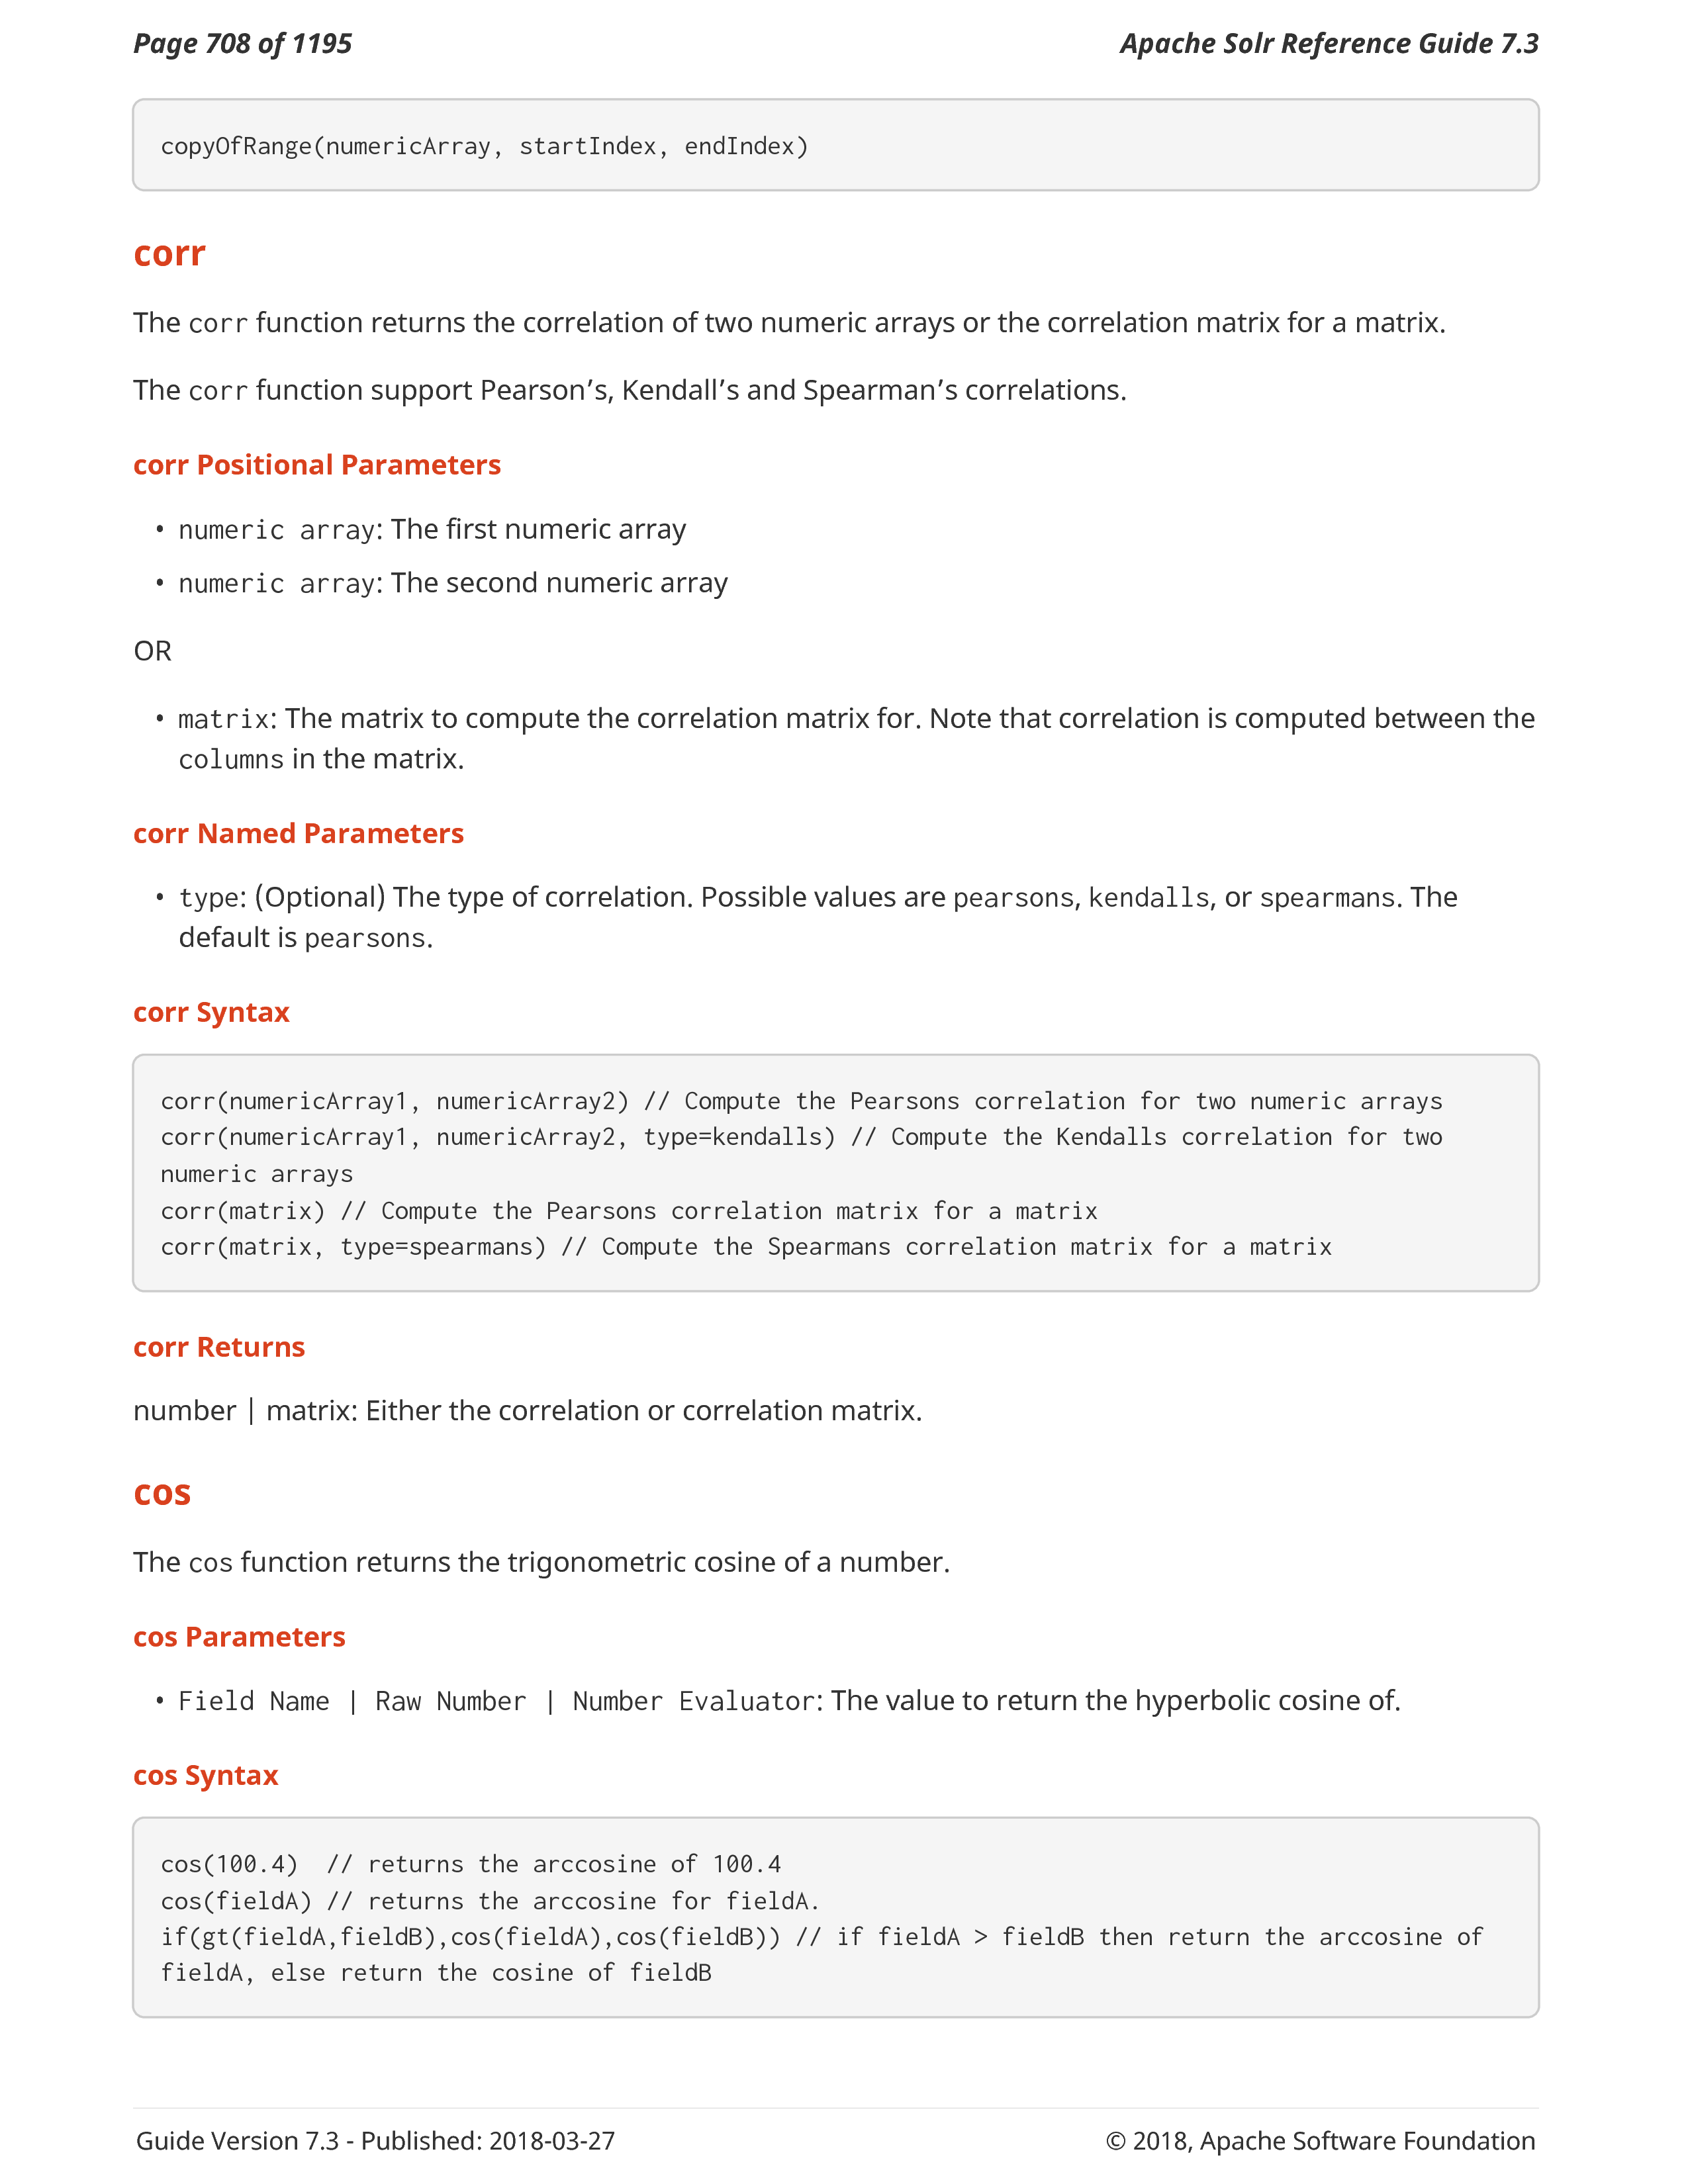 Page 708 of 1195
Apache Solr Reference Guide 7.3
copyOfRange(numericArray, startIndex, endIndex)
corr
The corr function returns the correlation of two numeric arrays or the correlation matrix for a matrix.
The corr function support Pearson’s, Kendall’s and Spearman’s correlations.
corr Positional Parameters
• numeric array: The first numeric array
• numeric array: The second numeric array
OR
• matrix: The matrix to compute the correlation matrix for. Note that correlation is computed between the
columns in the matrix.
corr Named Parameters
• type: (Optional) The type of correlation. Possible values are pearsons, kendalls, or spearmans. The
default is pearsons.
corr Syntax
corr(numericArray1, numericArray2) // Compute the Pearsons correlation for two numeric arrays
corr(numericArray1, numericArray2, type=kendalls) // Compute the Kendalls correlation for two
numeric arrays
corr(matrix) // Compute the Pearsons correlation matrix for a matrix
corr(matrix, type=spearmans) // Compute the Spearmans correlation matrix for a matrix
corr Returns
number | matrix: Either the correlation or correlation matrix.
cos
The cos function returns the trigonometric cosine of a number.
cos Parameters
• Field Name | Raw Number | Number Evaluator: The value to return the hyperbolic cosine of.
cos Syntax
cos(100.4)  // returns the arccosine of 100.4
cos(fieldA) // returns the arccosine for fieldA.
if(gt(fieldA,fieldB),cos(fieldA),cos(fieldB)) // if fieldA > fieldB then return the arccosine of
fieldA, else return the cosine of fieldB
Guide Version 7.3 - Published: 2018-03-27
© 2018, Apache Software Foundation